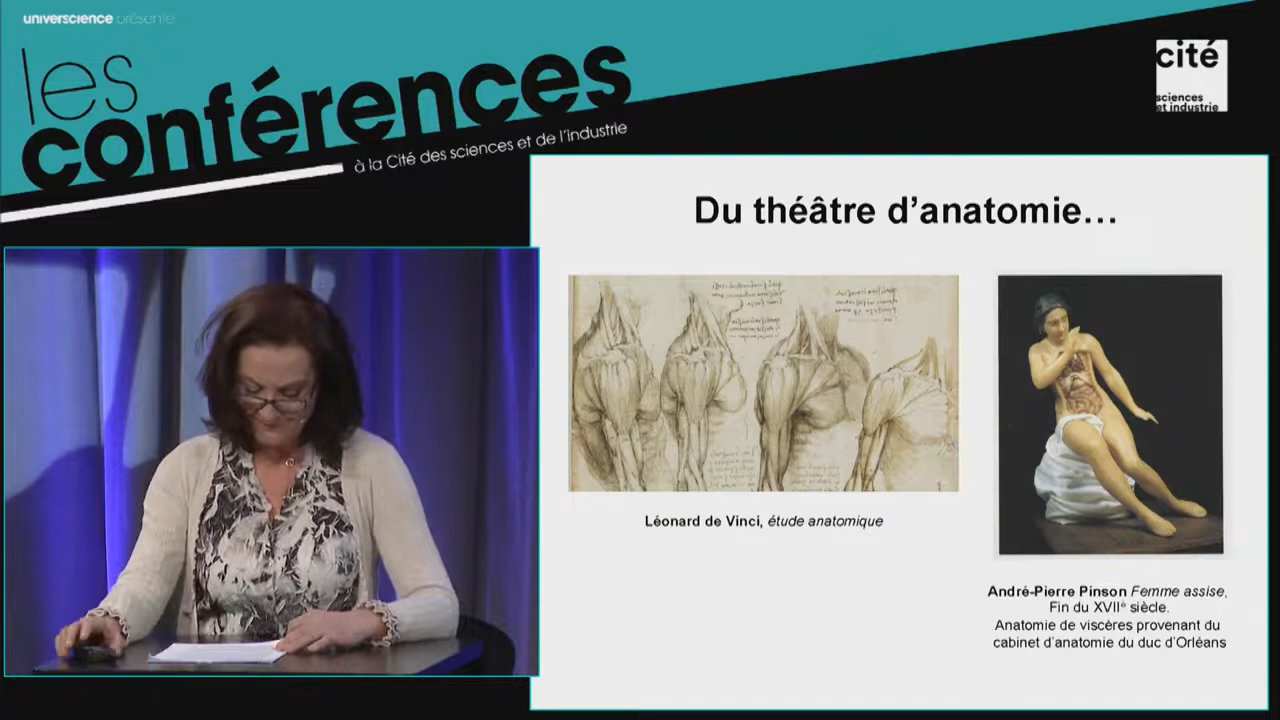 universcience présente
les
conférences
à la Cité des sciences et de l'industrie
cité
sciences
et industrie
Du théâtre d'anatomie…
Léonard de Vinci, étude anatomique
André-Pierre Pinson Femme assise,
Fin du XVIIe siècle.
Anatomie de viscères provenant du
cabinet d'anatomie du duc d'Orléans